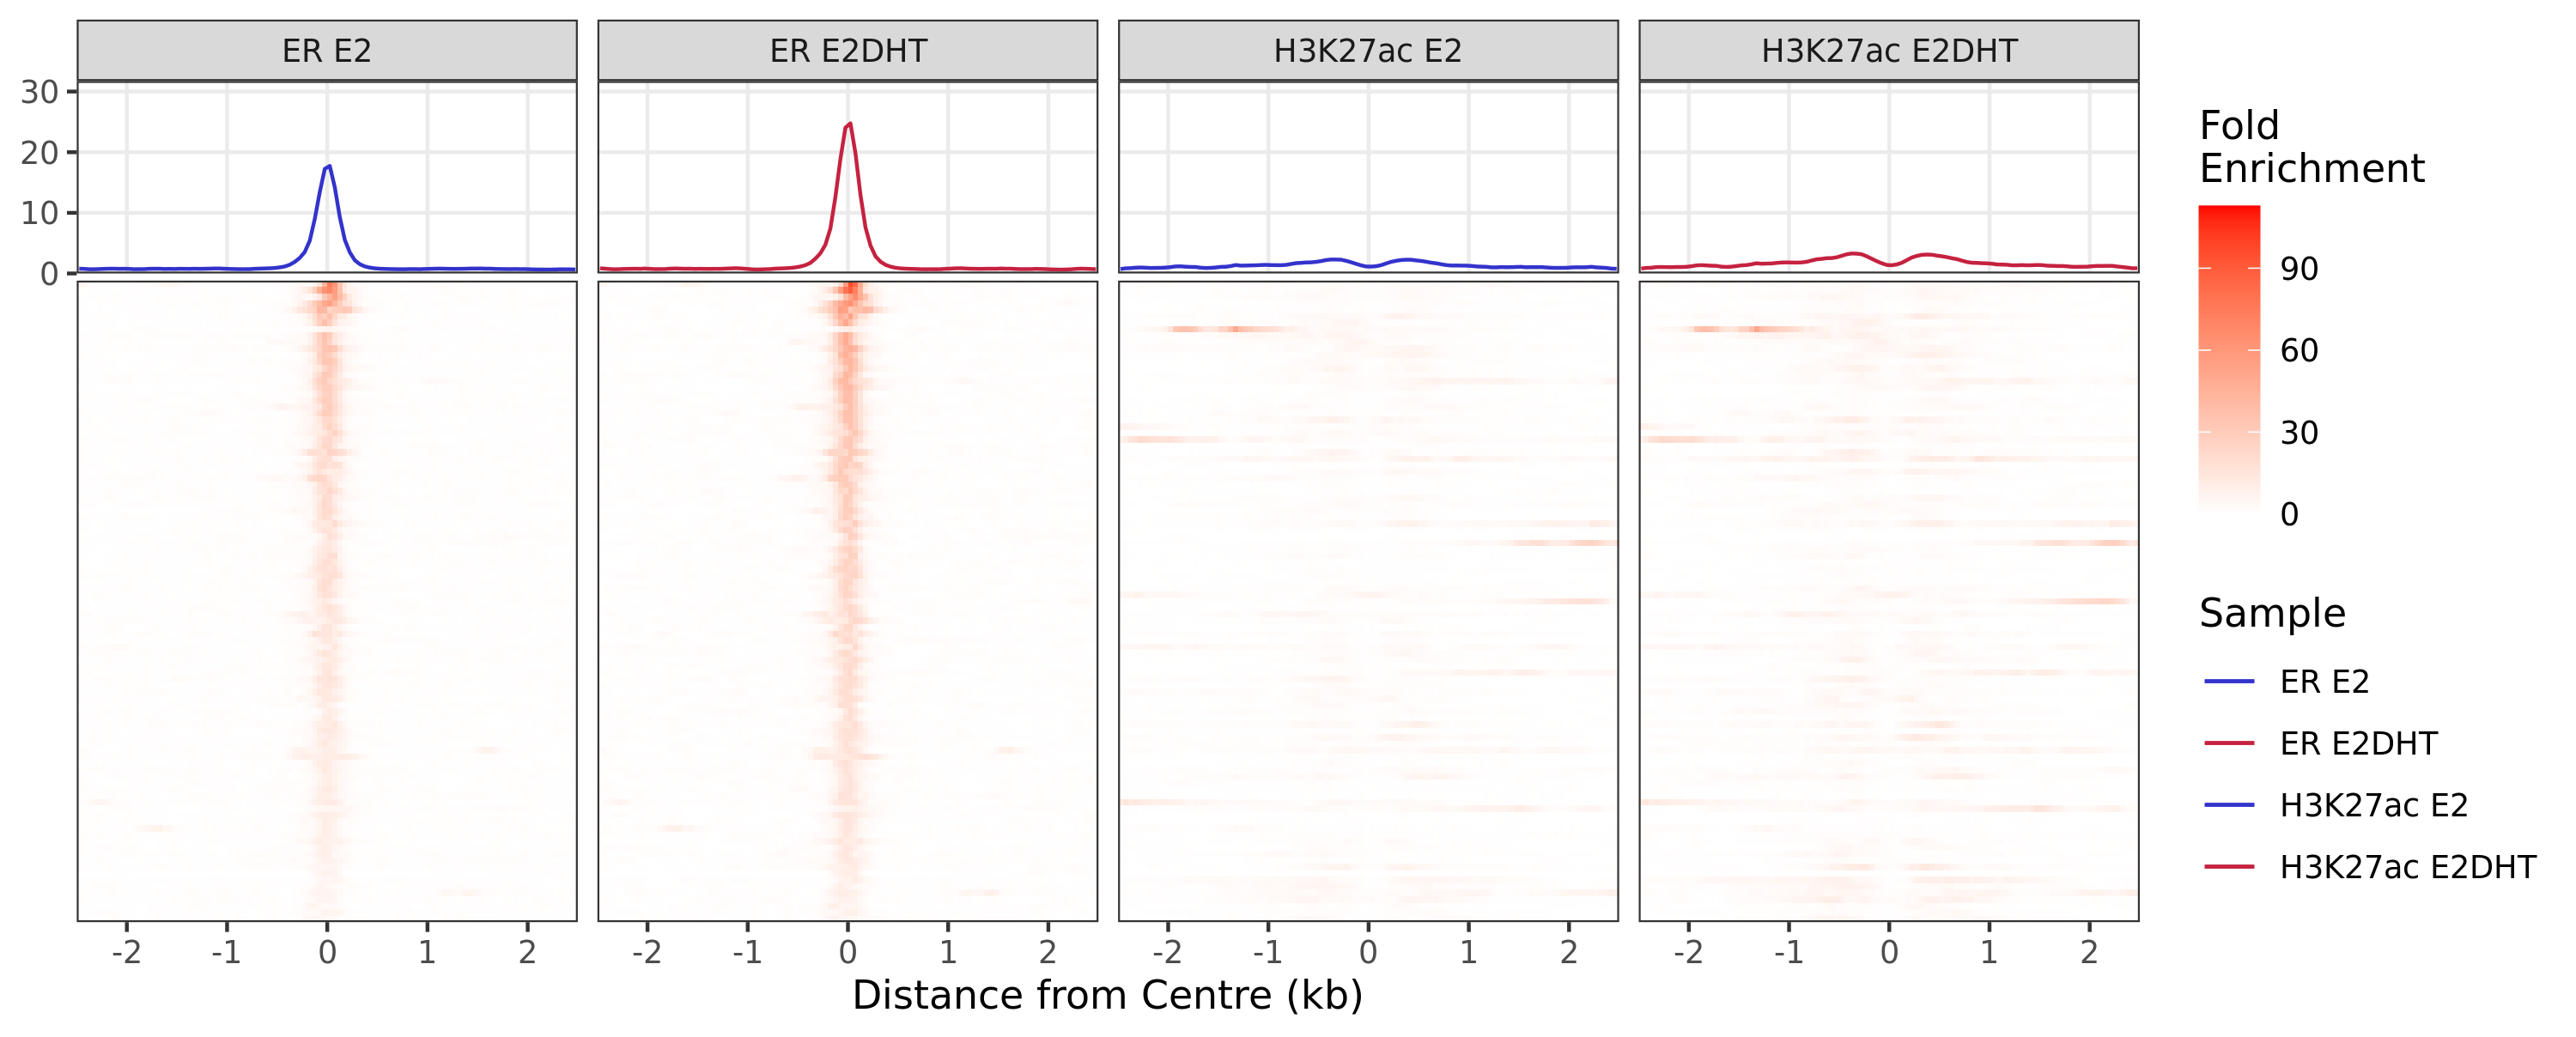 ER E2
ER E2DHT
H3K27ac E2
H3K27ac E2DHT
30
20
10
0
-2 -1 0 1 2
-2 -1 0 1 2
-2 -1 0 1 2
-2 -1 0 1 2
Distance from Centre (kb)
Fold
Enrichment
90
60
30
0
Sample
ER E2
ER E2DHT
H3K27ac E2
H3K27ac E2DHT